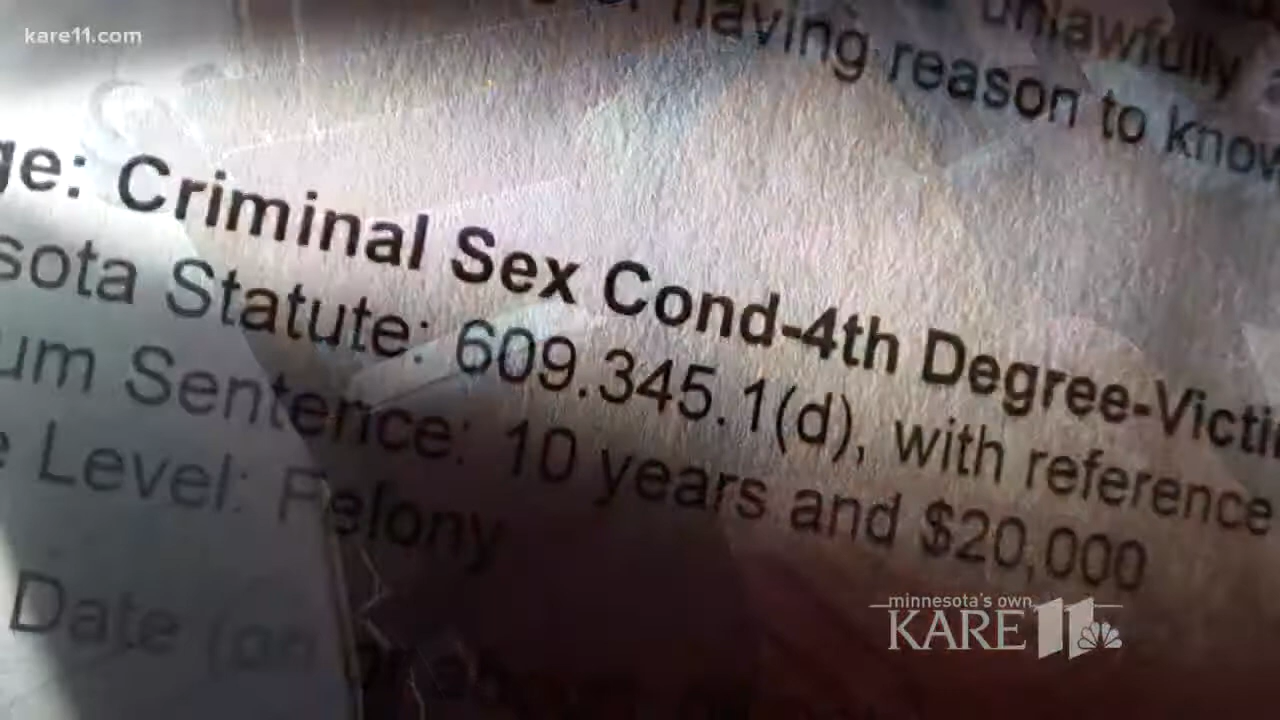 kare11.com
unlawfully
having reason to know
ge: Criminal Sex Cond-4th Degree-Victi
sota Statute: 609.345.1(d), with reference
um Sentence: 10 years and $20,000
e Level: Felony
Date (on
minnesota's own
KARE 11